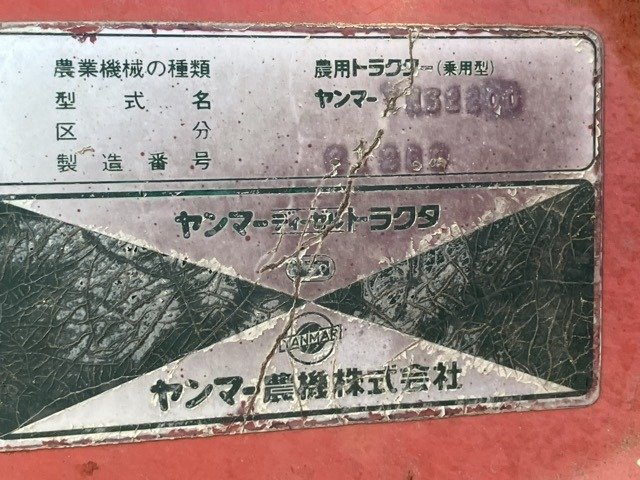 農業機械の種類 農用トラクター(乗用型)
型式名 ヤンマー
区分
製造番号
ヤンマーディーゼルトラクタ
YANMAR
ヤンマー農機株式会社